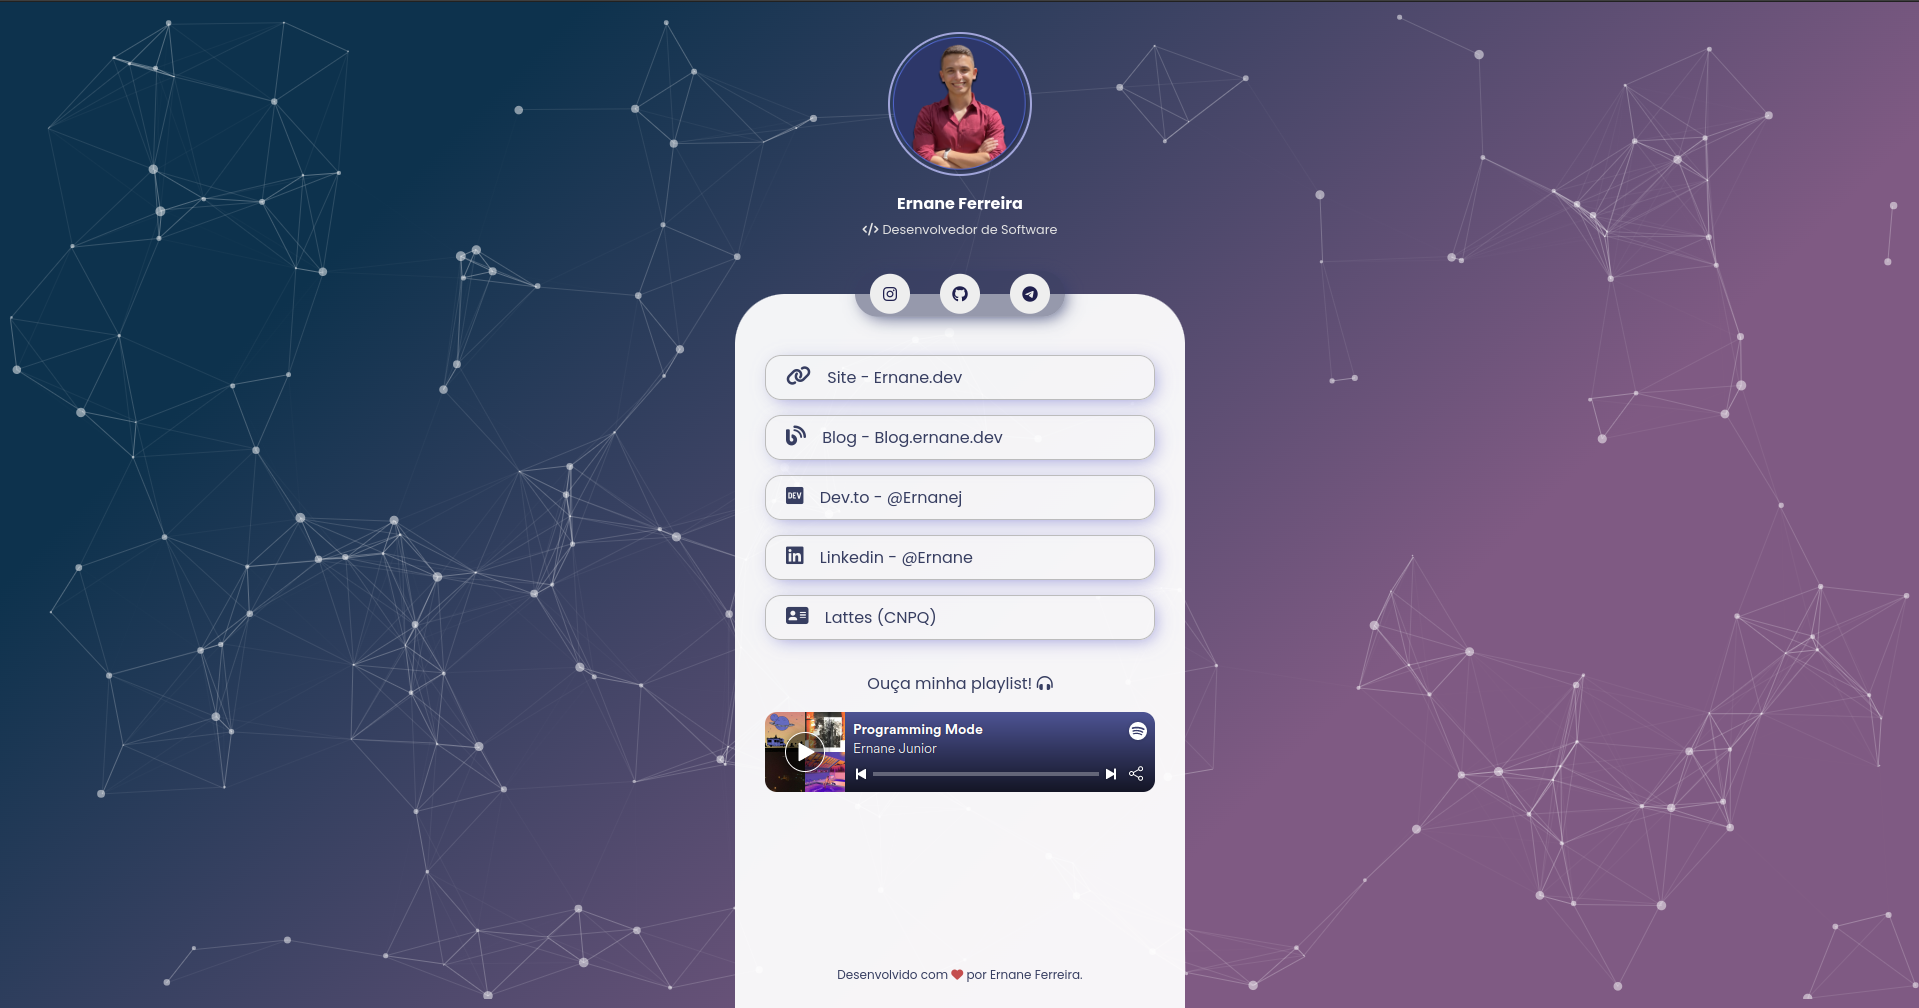 Ernane Ferreira
</> Desenvolvedor de Software
Site - Ernane.dev
Blog - Blog.ernane.dev
DEV Dev.to - @Ernanej
in Linkedin - @Ernane
Lattes (CNPQ)
Ouça minha playlist!
Programming Mode
Ernane Junior
Desenvolvido com ❤ por Ernane Ferreira.